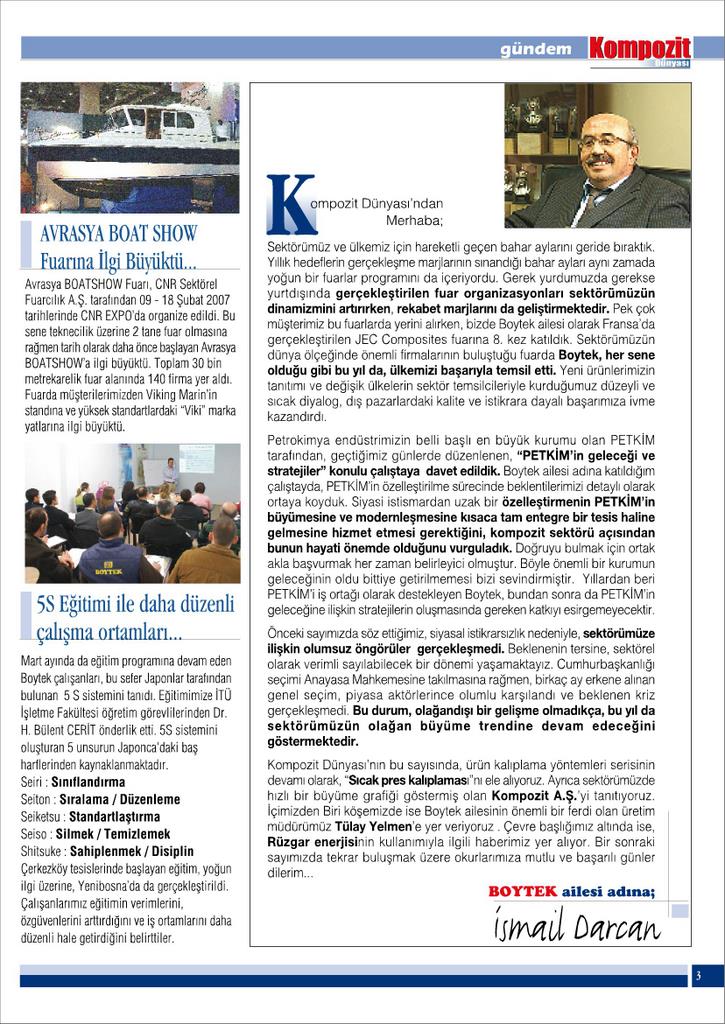 gündem Kompozit
Dünyası
AVRASYA BOAT SHOW
Fuarına İlgi Büyüktü...
Avrasya BOATSHOW Fuarı, CNR Sektörel
Fuarcılık A.Ş. tarafından 09 - 18 Şubat 2007
tarihlerinde CNR EXPO'da organize edildi. Bu
sene teknecilik üzerine 2 tane fuar olmasına
rağmen tarih olarak daha önce başlayan Avrasya
BOATSHOW'a ilgi büyüktü. Toplam 30 bin
metrekarelik fuar alanında 140 firma yer aldı.
Fuarda müşterilerimizden Viking Marin'in
standına ve yüksek standartlardaki "Viki" marka
yatlarına ilgi büyüktü.
BOYTEK
5S Eğitimi ile daha düzenli
çalışma ortamları...
Mart ayında da eğitim programına devam eden
Boytek çalışanları, bu sefer Japonlar tarafından
bulunan 5 S sistemini tanıdı. Eğitimimize İTÜ
İşletme Fakültesi öğretim görevlilerinden Dr.
H. Bülent CERİT önderlik etti. 5S sistemini
oluşturan 5 unsurun Japonca'daki baş
harflerinden kaynaklanmaktadır.
Seiri : Sınıflandırma
Seiton : Sıralama / Düzenleme
Seiketsu : Standartlaştırma
Seiso : Silmek / Temizlemek
Shitsuke : Sahiplenmek / Disiplin
Çerkezköy tesislerinde başlayan eğitim, yoğun
ilgi üzerine, Yenibosna'da da gerçekleştirildi.
Çalışanlarımız eğitimin verimlerini,
özgüvenlerini arttırdığını ve iş ortamlarını daha
düzenli hale getirdiğini belirttiler.
Kompozit Dünyası'ndan
Merhaba;
Sektörümüz ve ülkemiz için hareketli geçen bahar aylarını geride bıraktık.
Yıllık hedeflerin gerçekleşme marjlarının sınandığı bahar ayları aynı zamada
yoğun bir fuarlar programını da içeriyordu. Gerek yurdumuzda gerekse
yurtdışında gerçekleştirilen fuar organizasyonları sektörümüzün
dinamizmini artırırken, rekabet marjlarını da geliştirmektedir. Pek çok
müşterimiz bu fuarlarda yerini alırken, bizde Boytek ailesi olarak Fransa'da
gerçekleştirilen JEC Composites fuarına 8. kez katıldık. Sektörümüzün
dünya ölçeğinde önemli firmalarının buluştuğu fuarda Boytek, her sene
olduğu gibi bu yıl da, ülkemizi başarıyla temsil etti. Yeni ürünlerimizin
tanıtımı ve değişik ülkelerin sektör temsilcileriyle kurduğumuz düzeyli ve
sıcak diyalog, dış pazarlardaki kalite ve istikrara dayalı başarımıza ivme
kazandırdı.
Petrokimya endüstrimizin belli başlı en büyük kurumu olan PETKİM
tarafından, geçtiğimiz günlerde düzenlenen, "PETKİM'in geleceği ve
stratejiler" konulu çalıştaya davet edildik. Boytek ailesi adına katıldığım
çalıştayda, PETKİM'in özelleştirilme sürecinde beklentilerimizi detaylı olarak
ortaya koyduk. Siyasi istismardan uzak bir özelleştirmenin PETKİM'in
büyümesine ve modernleşmesine kısaca tam entegre bir tesis haline
gelmesine hizmet etmesi gerektiğini, kompozit sektörü açısından
bunun hayati önemde olduğunu vurguladık. Doğruyu bulmak için ortak
akla başvurmak her zaman belirleyici olmuştur. Böyle önemli bir kurumun
geleceğinin oldu bittiye getirilmemesi bizi sevindirmiştir. Yıllardan beri
PETKİM'i iş ortağı olarak destekleyen Boytek, bundan sonra da PETKİM'in
geleceğine ilişkin stratejilerin oluşmasında gereken katkıyı esirgemeyecektir.
Önceki sayımızda söz ettiğimiz, siyasal istikrarsızlık nedeniyle, sektörümüze
ilişkin olumsuz öngörüler gerçekleşmedi. Beklenenin tersine, sektörel
olarak verimli sayılabilecek bir dönemi yaşamaktayız. Cumhurbaşkanlığı
seçimi Anayasa Mahkemesine takılmasına rağmen, birkaç ay erkene alınan
genel seçim, piyasa aktörlerince olumlu karşılandı ve beklenen kriz
gerçekleşmedi. Bu durum, olağandışı bir gelişme olmadıkça, bu yıl da
sektörümüzün olağan büyüme trendine devam edeceğini
göstermektedir.
Kompozit Dünyası'nın bu sayısında, ürün kalıplama yöntemleri serisinin
devamı olarak, "Sıcak pres kalıplaması"nı ele alıyoruz. Ayrıca sektörümüzde
hızlı bir büyüme grafiği göstermiş olan Kompozit A.Ş.'yi tanıtıyoruz.
İçimizden Biri köşemizde ise Boytek ailesinin önemli bir ferdi olan üretim
müdürümüz Tülay Yelmen'e yer veriyoruz . Çevre başlığımız altında ise,
Rüzgar enerjisinin kullanımıyla ilgili haberimiz yer alıyor. Bir sonraki
sayımızda tekrar buluşmak üzere okurlarımıza mutlu ve başarılı günler
dilerim...
BOYTEK ailesi adına;
İsmail Darcan
3